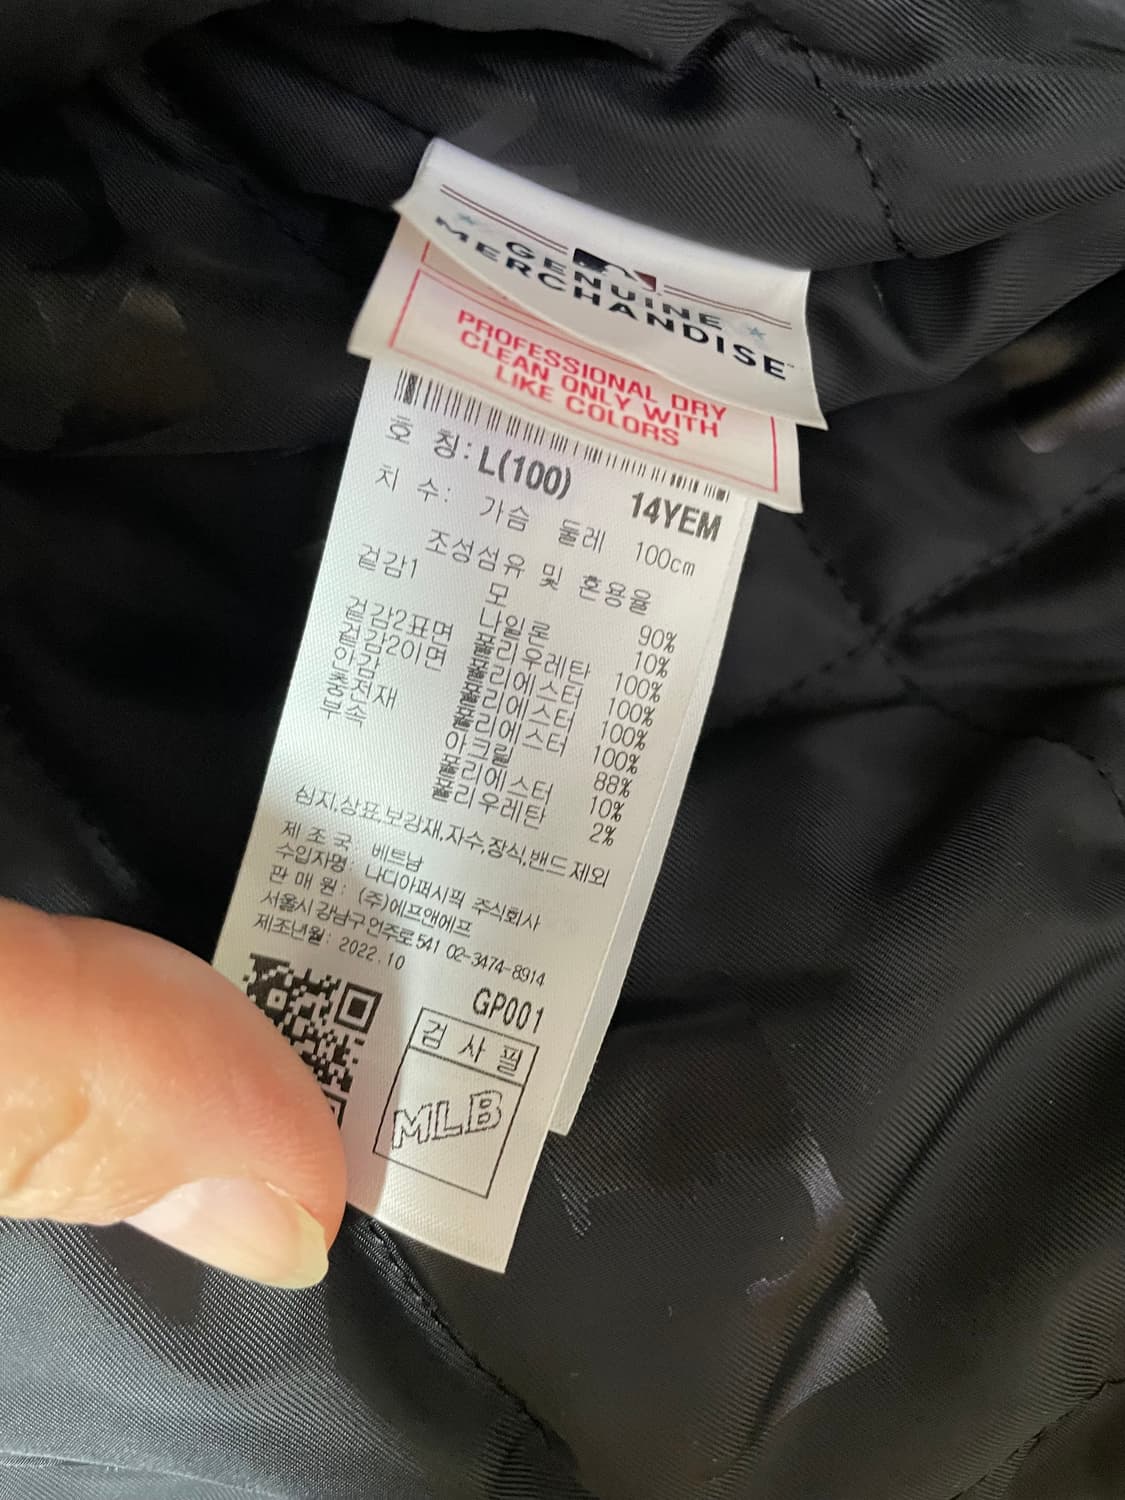 GENUINE
MERCHANDISE™
PROFESSIONAL DRY
CLEAN ONLY WITH
LIKE COLORS
호 칭: L(100) 14YEM
치 수: 가슴 둘레 100cm
조성섬유 및 혼용율
겉감1 모 90%
나일론 10%
겉감2표면 폴리우레탄 100%
겉감2이면 폴리에스터 100%
안감 폴리에스터 100%
충전재 폴리에스터 100%
부속 아크릴 88%
폴리에스터 10%
폴리우레탄 2%
심지,상표,보강재,자수,장식,밴드제외
제 조 국: 베트남
수입자명: 나디아퍼시픽 주식회사
판 매 원: (주)에프앤에프
서울시 강남구 언주로 541 02-3474-8914
제조년월: 2022.10
GP001
검 사 필
MLB